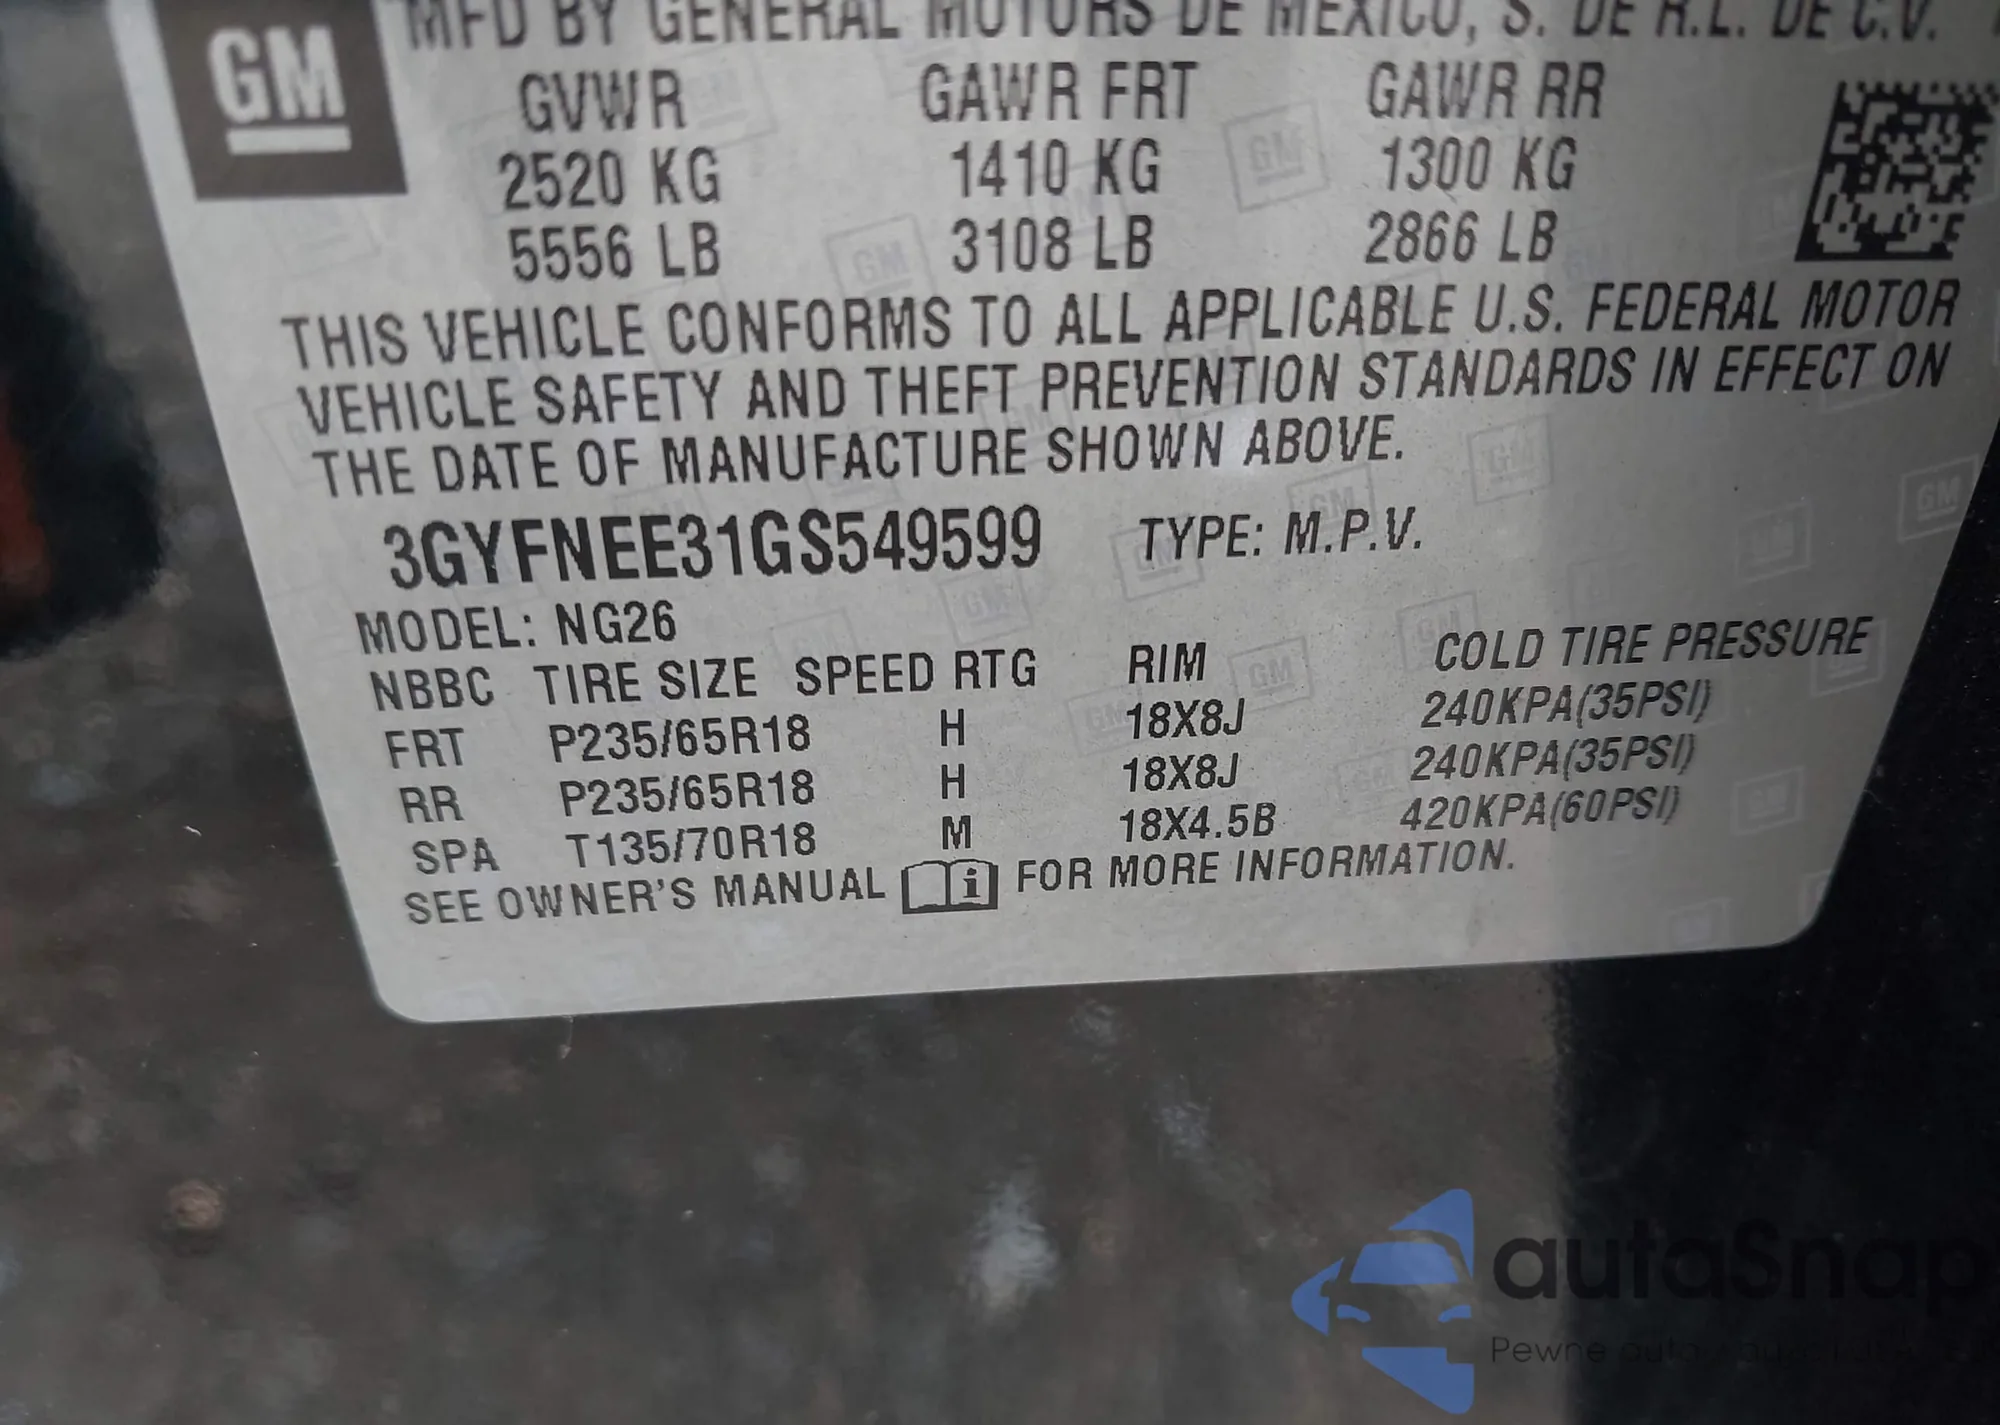 GM
MFD BY GENERAL MOTORS DE MEXICO, S. DE R.L. DE C.V.
GVWR GAWR FRT GAWR RR
2520 KG 1410 KG 1300 KG
5556 LB 3108 LB 2866 LB
THIS VEHICLE CONFORMS TO ALL APPLICABLE U.S. FEDERAL MOTOR
VEHICLE SAFETY AND THEFT PREVENTION STANDARDS IN EFFECT ON
THE DATE OF MANUFACTURE SHOWN ABOVE.
3GYFNEE31GS549599 TYPE: M.P.V.
MODEL: NG26
NBBC TIRE SIZE SPEED RTG RIM COLD TIRE PRESSURE
FRT P235/65R18 H 18X8J 240KPA(35PSI)
RR P235/65R18 H 18X8J 240KPA(35PSI)
SPA T135/70R18 M 18X4.5B 420KPA(60PSI)
SEE OWNER'S MANUAL i FOR MORE INFORMATION.
autaSnap
Pewne auta